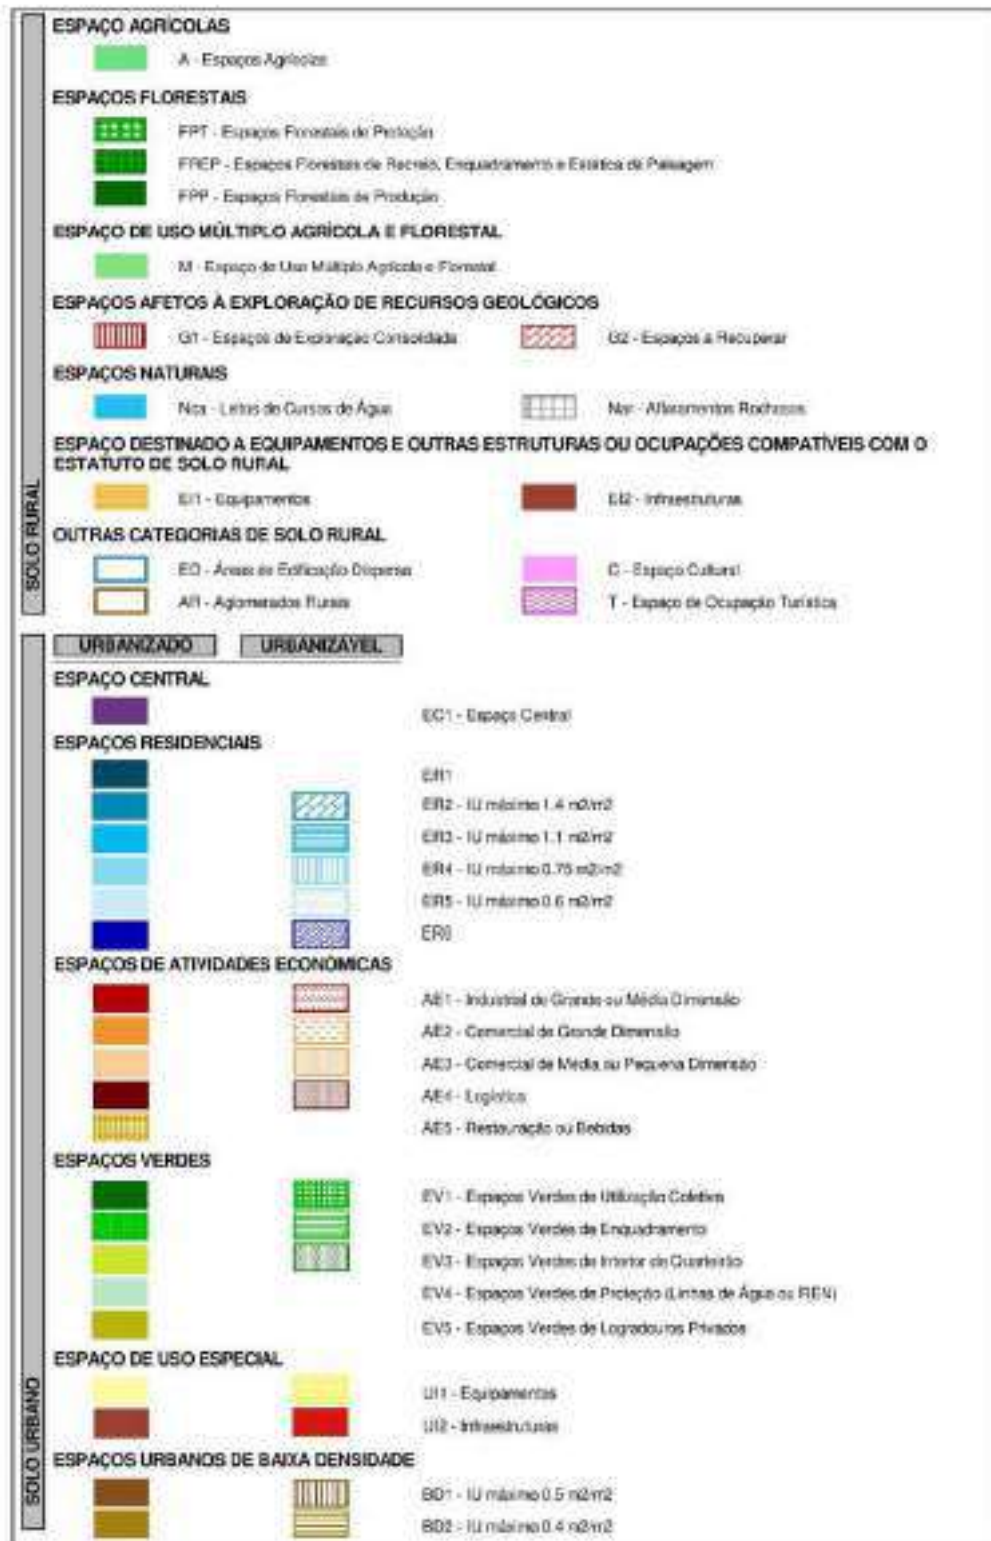 ESPAÇO AGRÍCOLAS
A - Espaços Agrícolas
ESPAÇOS FLORESTAIS
FPT - Espaços Florestais de Proteção
FREP - Espaços Florestais de Recreio, Enquadramento e Estética da Paisagem
FPP - Espaços Florestais de Produção
ESPAÇO DE USO MÚLTIPLO AGRÍCOLA E FLORESTAL
M - Espaço de Uso Múltiplo Agrícola e Florestal
ESPAÇOS AFETOS À EXPLORAÇÃO DE RECURSOS GEOLÓGICOS
G1 - Espaços de Exploração Consolidada
G2 - Espaços a Recuperar
ESPAÇOS NATURAIS
Nca - Leitos de Cursos de Água
Nar - Afloramentos Rochosos
ESPAÇO DESTINADO A EQUIPAMENTOS E OUTRAS ESTRUTURAS OU OCUPAÇÕES COMPATÍVEIS COM O
ESTATUTO DE SOLO RURAL
EI1 - Equipamentos
EI2 - Infraestruturas
OUTRAS CATEGORIAS DE SOLO RURAL
ED - Áreas de Edificação Dispersa
C - Espaço Cultural
AR - Aglomerados Rurais
T - Espaço de Ocupação Turística
SOLO RURAL
URBANIZADO
URBANIZÁVEL
ESPAÇO CENTRAL
EC1 - Espaço Central
ESPAÇOS RESIDENCIAIS
ER1
ER2 - IU máximo 1.4 m2/m2
ER3 - IU máximo 1.1 m2/m2
ER4 - IU máximo 0.75 m2/m2
ER5 - IU máximo 0.6 m2/m2
ER6
ESPAÇOS DE ATIVIDADES ECONÓMICAS
AE1 - Industrial de Grande ou Média Dimensão
AE2 - Comercial de Grande Dimensão
AE3 - Comercial de Média ou Pequena Dimensão
AE4 - Logística
AE5 - Restauração ou Bebidas
ESPAÇOS VERDES
EV1 - Espaços Verdes de Utilização Coletiva
EV2 - Espaços Verdes de Enquadramento
EV3 - Espaços Verdes de Interior de Quarteirão
EV4 - Espaços Verdes de Proteção (Linhas de Água ou REN)
EV5 - Espaços Verdes de Logradouros Privados
ESPAÇO DE USO ESPECIAL
UI1 - Equipamentos
UI2 - Infraestruturas
ESPAÇOS URBANOS DE BAIXA DENSIDADE
BD1 - IU máximo 0.5 m2/m2
BD2 - IU máximo 0.4 m2/m2
SOLO URBANO